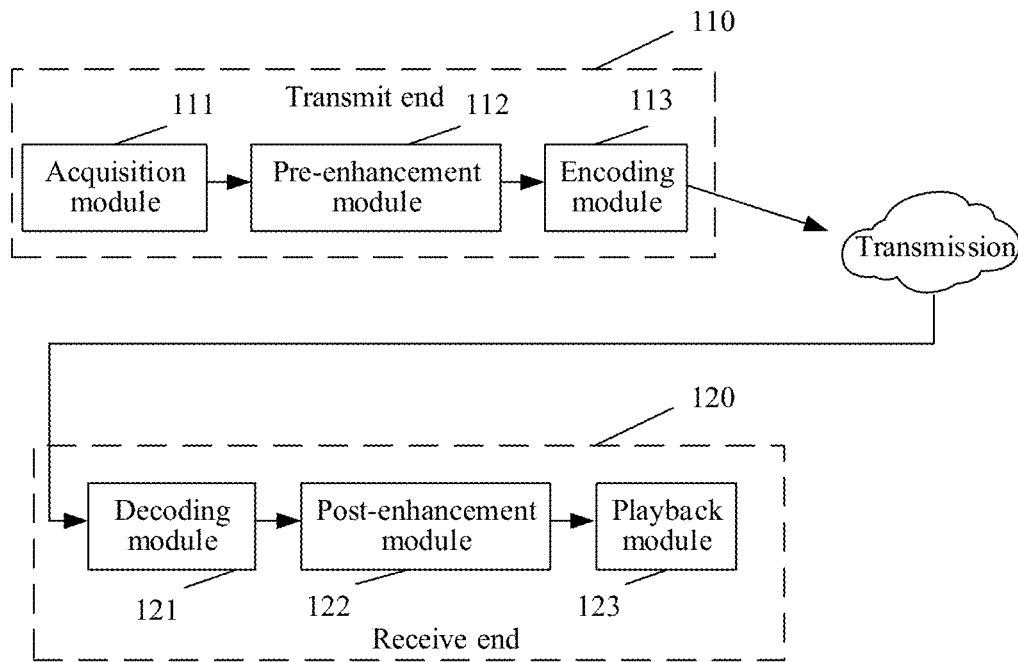 110
Transmit end
111
112
113
Acquisition
module
Pre-enhancement
module
Encoding
module
Transmission
120
Decoding
module
Post-enhancement
module
Playback
module
121
122
123
Receive end